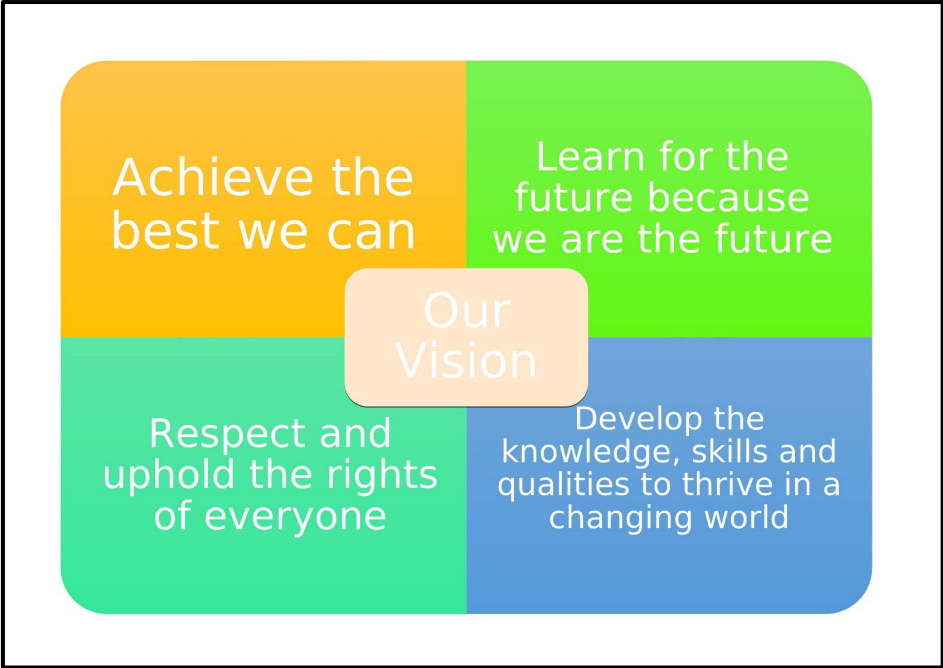 Achieve the
best we can
Learn for the
future because
we are the future
Our
Vision
Respect and
uphold the rights
of everyone
Develop the
knowledge, skills and
qualities to thrive in a
changing world